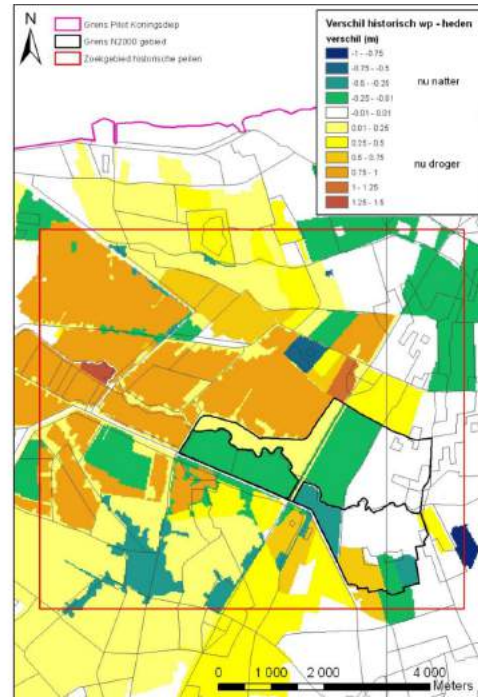 N
Grens Pilot Koningsdiep
Grens N2000 gebied
Zoekgebied historische peilen
Verschil historisch wp - heden
verschil (m)
-1 - -0.75
-0.75 - -0.5
-0.5 - -0.25
-0.25 - -0.01
-0.01 - 0.01
0.01 - 0.25
0.25 - 0.5
0.5 - 0.75
0.75 - 1
1 - 1.25
1.25 - 1.5
nu natter
nu droger
0 1 000 2 000 4 000
Meters